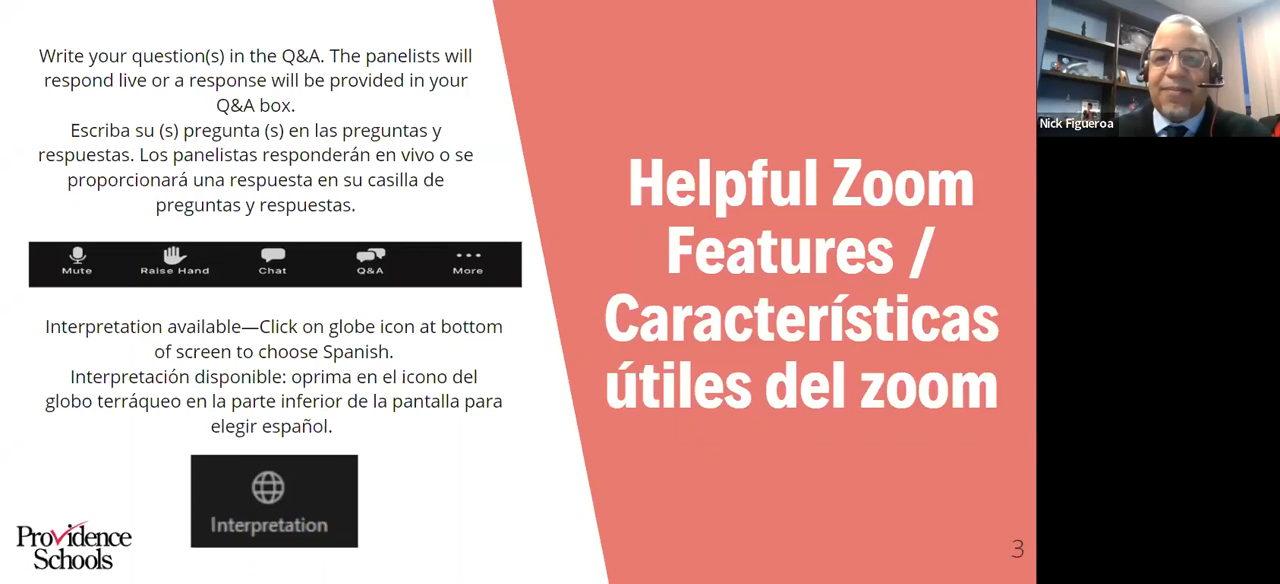 Write your question(s) in the Q&A. The panelists will
respond live or a response will be provided in your
Q&A box.
Escriba su (s) pregunta (s) en las preguntas y
respuestas. Los panelistas responderán en vivo o se
proporcionará una respuesta en su casilla de
preguntas y respuestas.
Mute Raise Hand Chat Q&A More
Interpretation available—Click on globe icon at bottom
of screen to choose Spanish.
Interpretación disponible: oprima en el icono del
globo terráqueo en la parte inferior de la pantalla para
elegir español.
Interpretation
Providence
Schools
Helpful Zoom
Features /
Características
útiles del zoom
3
Nick Figueroa